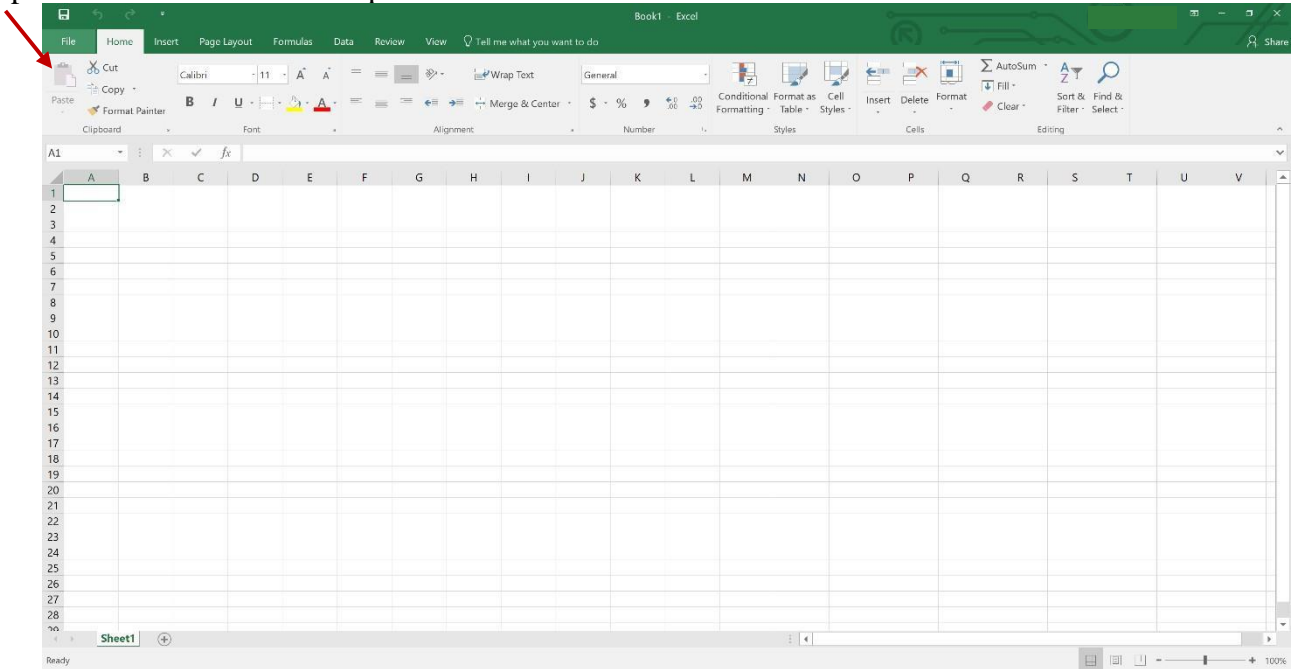 Book1 - Excel
File Home Insert Page Layout Formulas Data Review View Tell me what you want to do Share
Cut
Copy
Format Painter
Paste
Clipboard
Calibri 11 A A
B I U A
Font
Wrap Text
Merge & Center
Alignment
General
$ % , .0 .00 .00 .0
Number
Conditional Formatting
Format as Table
Cell Styles
Styles
Insert Delete Format
Cells
AutoSum
Fill
Clear
Sort & Filter
Find & Select
Editing
A1 fx
A B C D E F G H I J K L M N O P Q R S T U V
1
2
3
4
5
6
7
8
9
10
11
12
13
14
15
16
17
18
19
20
21
22
23
24
25
26
27
28
Sheet1
Ready 100%